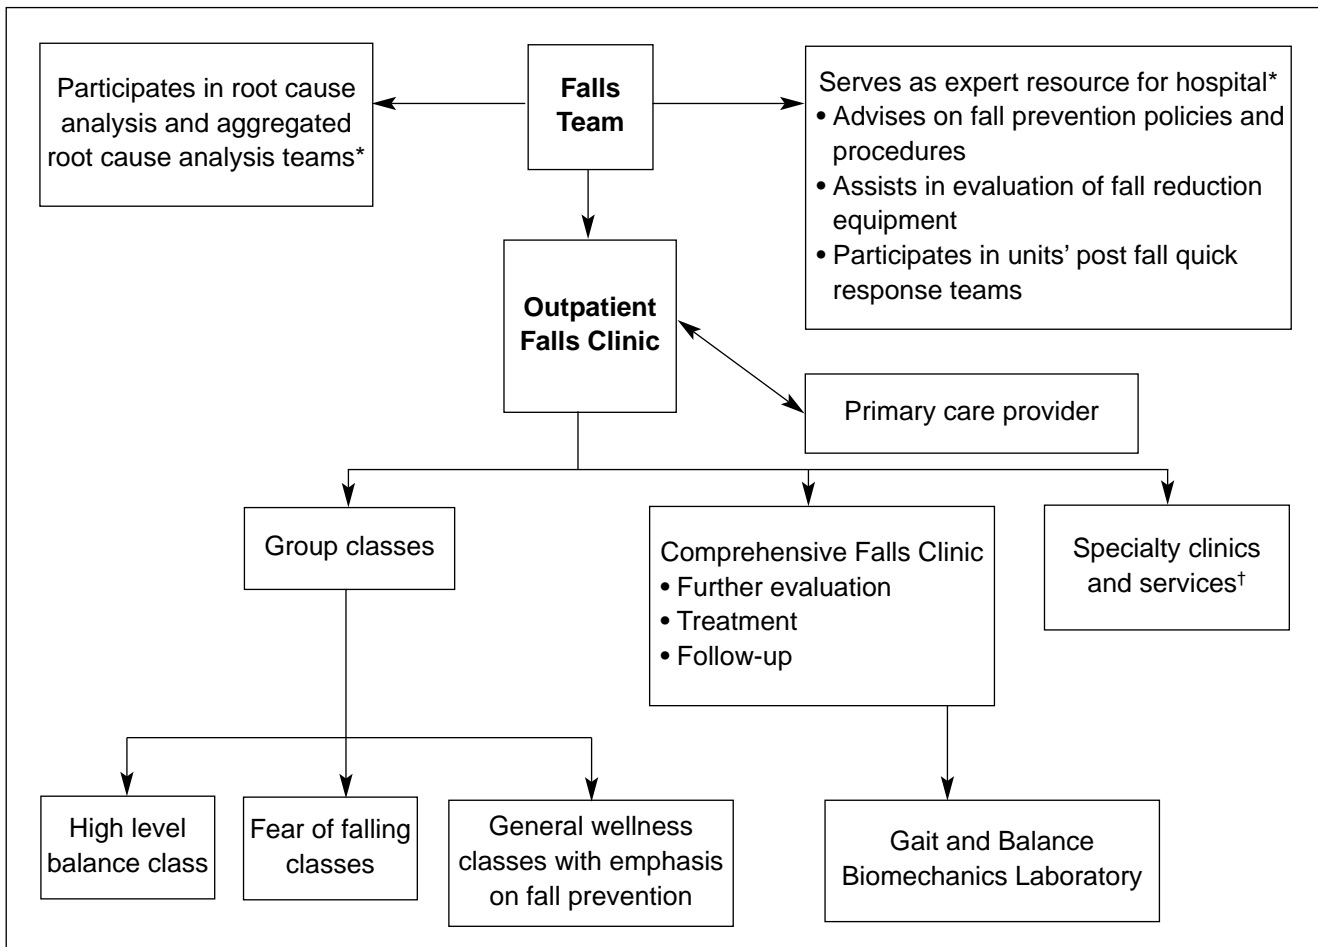 Participates in root cause
analysis and aggregated
root cause analysis teams*
Falls
Team
Serves as expert resource for hospital*
• Advises on fall prevention policies and
procedures
• Assists in evaluation of fall reduction
equipment
• Participates in units’ post fall quick
response teams
Outpatient
Falls Clinic
Primary care provider
Group classes
Comprehensive Falls Clinic
• Further evaluation
• Treatment
• Follow-up
Specialty clinics
and services†
High level
balance class
Fear of falling
classes
General wellness
classes with emphasis
on fall prevention
Gait and Balance
Biomechanics Laboratory